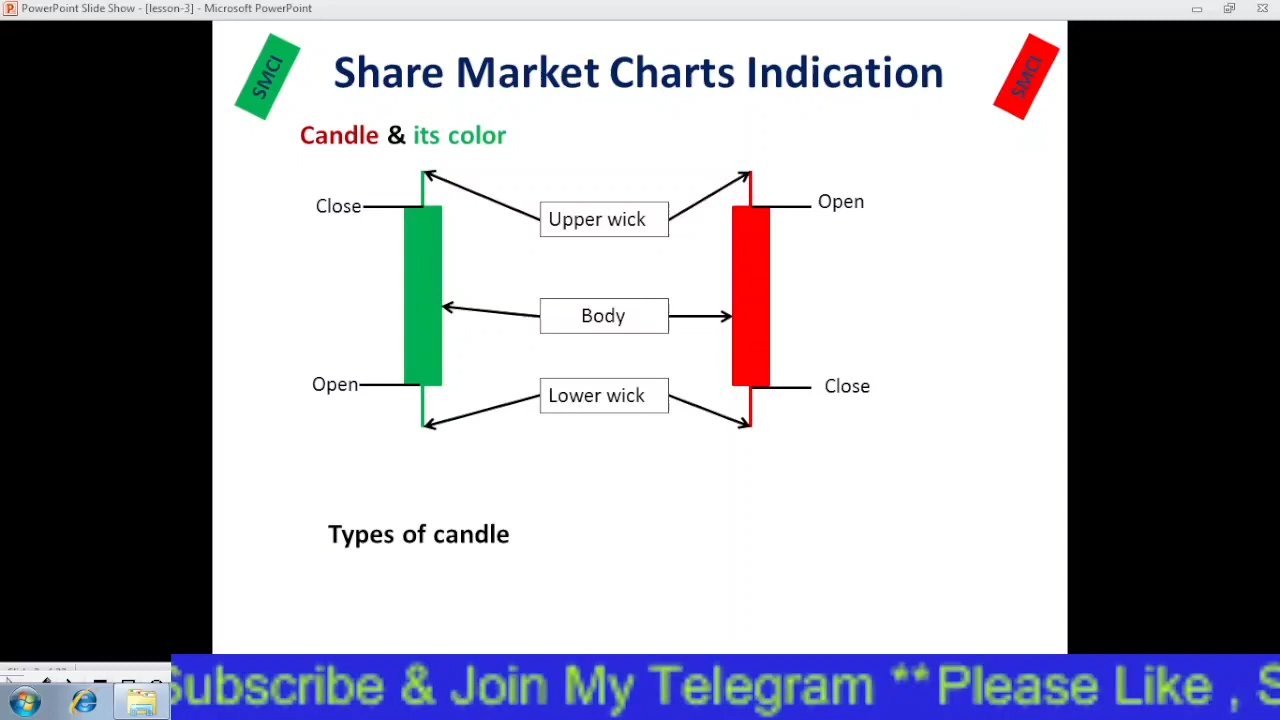 PowerPoint Slide Show - [lesson-3] - Microsoft PowerPoint
SMCI
Share Market Charts Indication
SMCI
Candle & its color
Close
Upper wick
Open
Body
Open
Lower wick
Close
Types of candle
Subscribe & Join My Telegram **Please Like , S